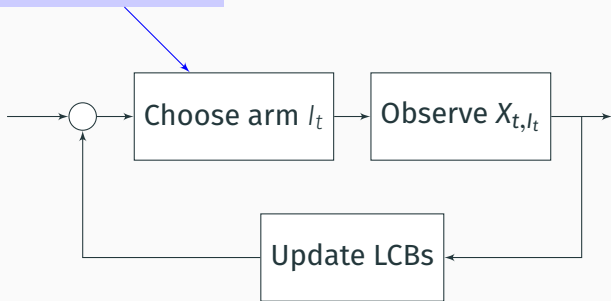 Choose arm I_t
Observe X_{t,I_t}
Update LCBs